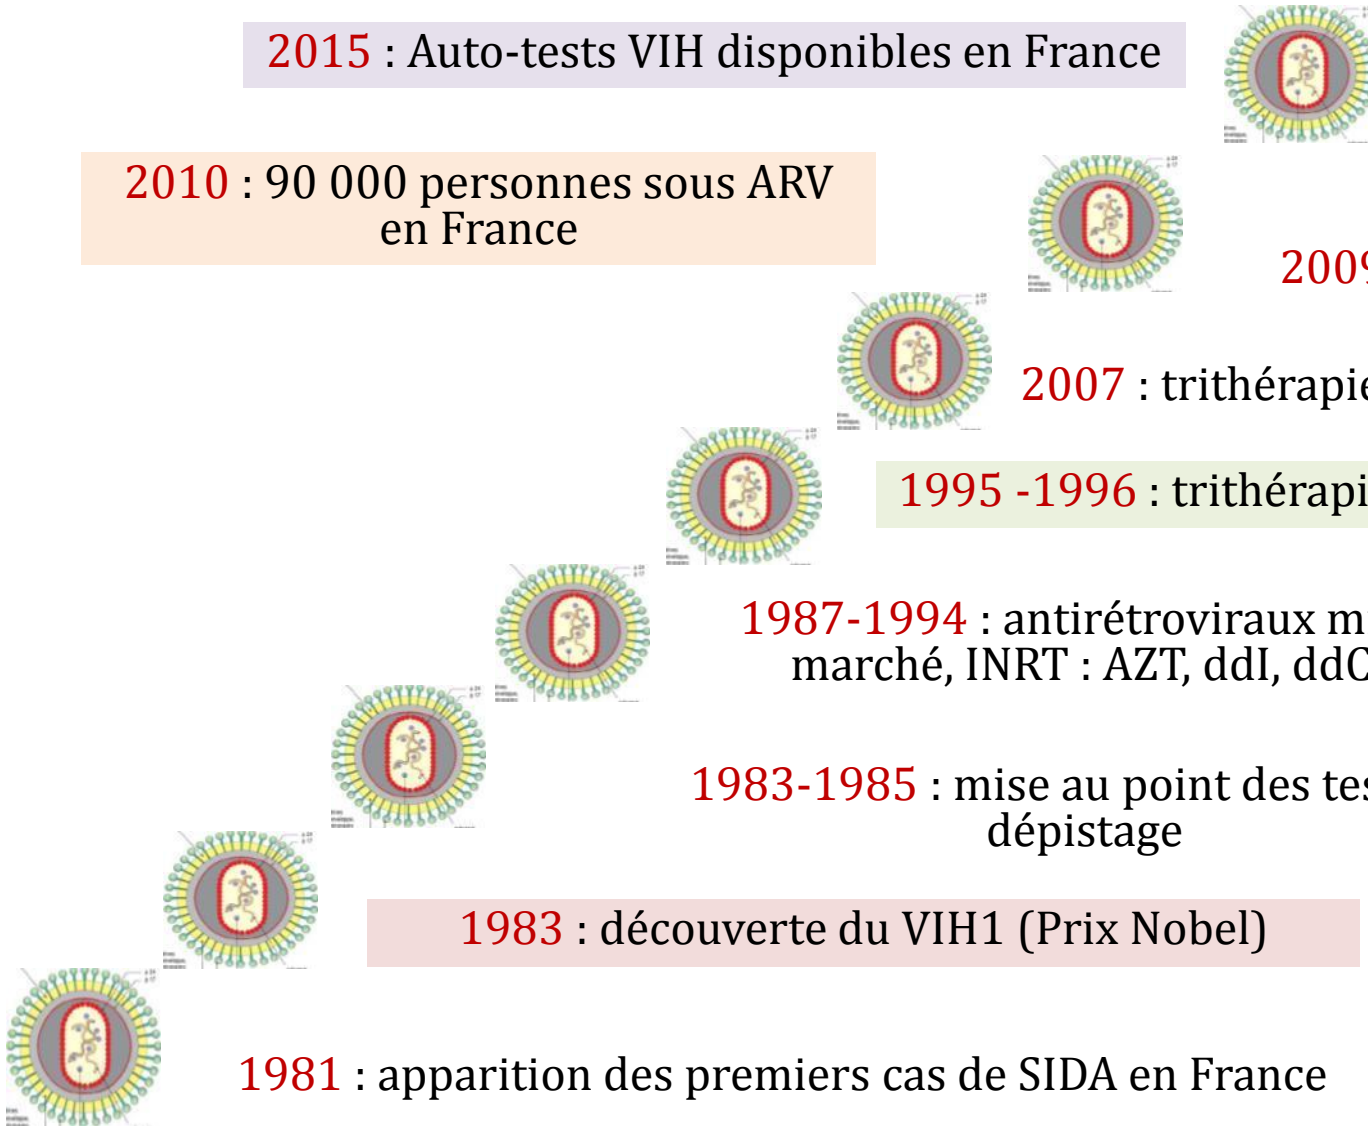 2015 : Auto-tests VIH disponibles en France
2010 : 90 000 personnes sous ARV
en France
2009
2007 : trithérapie
1995 -1996 : trithérapi
1987-1994 : antirétroviraux m
marché, INRT : AZT, ddI, ddC
1983-1985 : mise au point des tes
dépistage
1983 : découverte du VIH1 (Prix Nobel)
1981 : apparition des premiers cas de SIDA en France